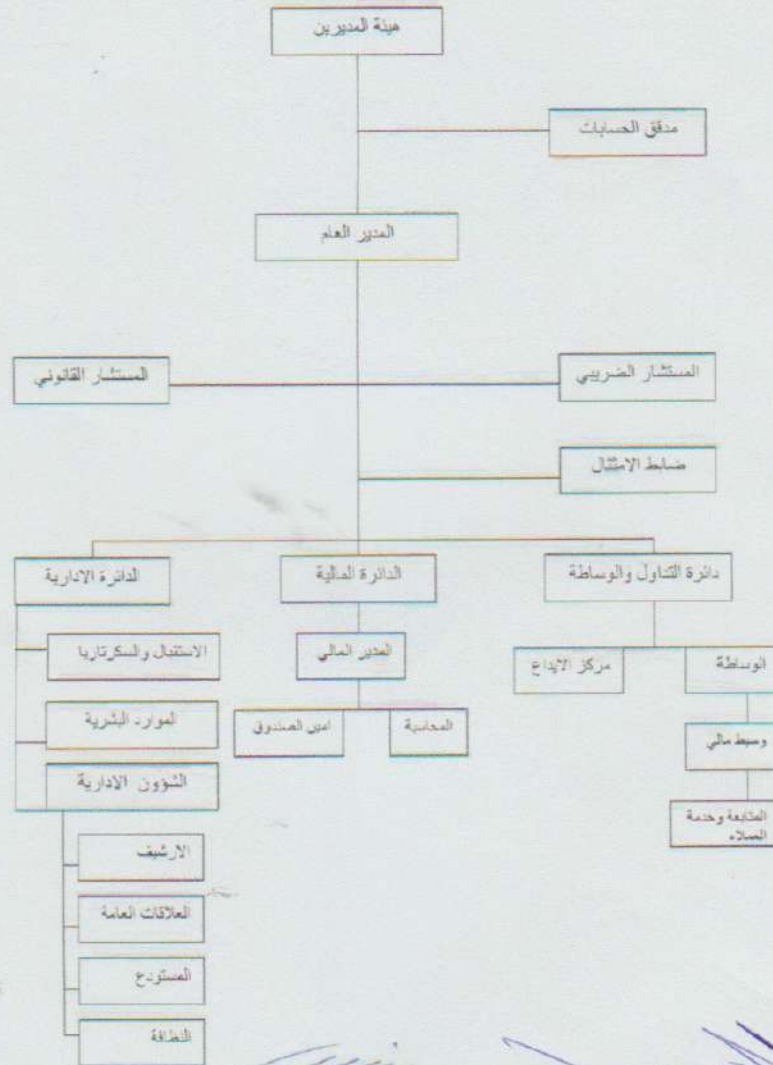 هيئة المديرين
مدقق الحسابات
المدير العام
المستشار الضريبي
المستشار القانوني
ضابط الامتثال
دائرة التداول والوساطة
الدائرة المالية
الدائرة الادارية
الوساطة
مركز الايداع
المدير المالي
الاستقبال والسكرتاريا
وسيط مالي
المحاسبة
امين الصندوق
الموارد البشرية
الشؤون الادارية
المتابعة وخدمة
العملاء
الارشيف
العلاقات العامة
المستودع
النظافة